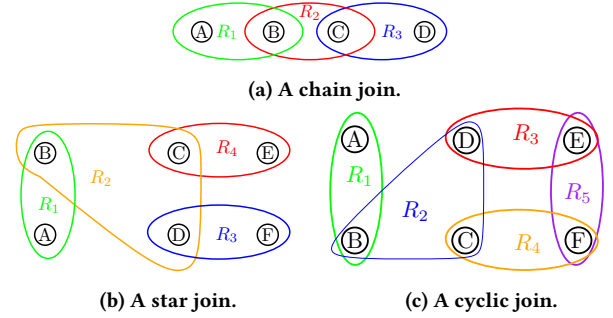 A R₁ B R₂ C R₃ D
(a) A chain join.
B R₂ C R₄ E
R₁
A D R₃ F
(b) A star join.
A D R₃ E
R₁ R₂ R₅
B C R₄ F
(c) A cyclic join.